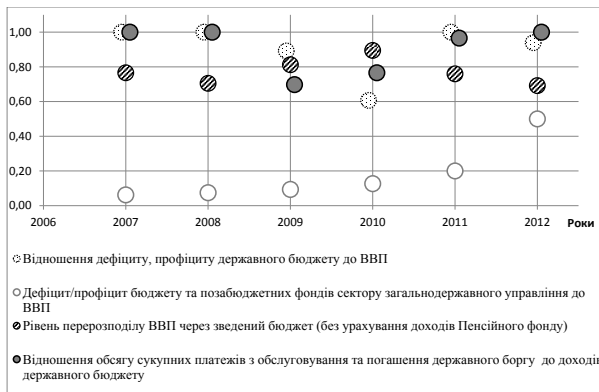 1,00
0,80
0,60
0,40
0,20
0,00
2006 2007 2008 2009 2010 2011 2012 Роки
Відношення дефіциту, профіциту державного бюджету до ВВП
Дефіцит/профіцит бюджету та позабюджетних фондів сектору загальнодержавного управління до
ВВП
Рівень перерозподілу ВВП через зведений бюджет (без урахування доходів Пенсійного фонду)
Відношення обсягу сукупних платежів з обслуговування та погашення державного боргу до доходів
державного бюджету